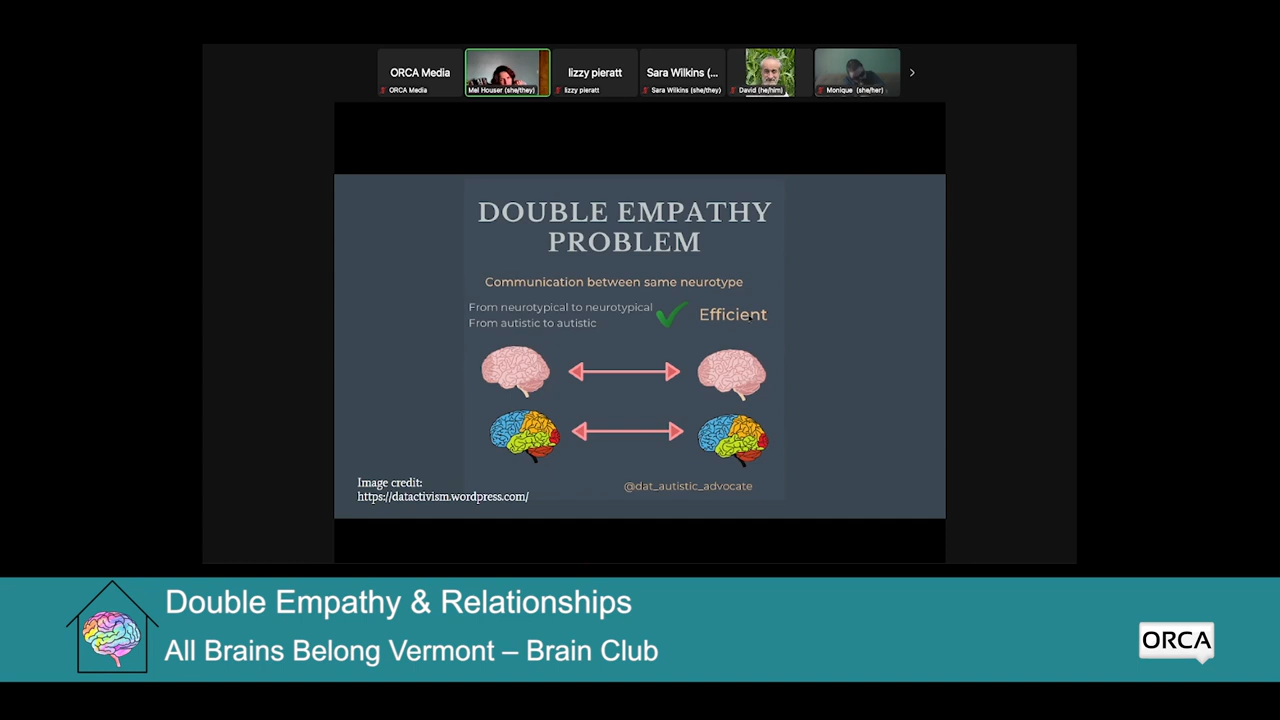 ORCA Media
lizzy pieratt
Sara Wilkins (...
ORCA Media
Mel Houser (she/they)
lizzy pieratt
Sara Wilkins (she/they)
David (he/him)
Monique (she/her)
DOUBLE EMPATHY
PROBLEM
Communication between same neurotype
From neurotypical to neurotypical
From autistic to autistic
Efficient
Image credit:
https://datactivism.wordpress.com/
@dat_autistic_advocate
Double Empathy & Relationships
All Brains Belong Vermont – Brain Club
ORCA